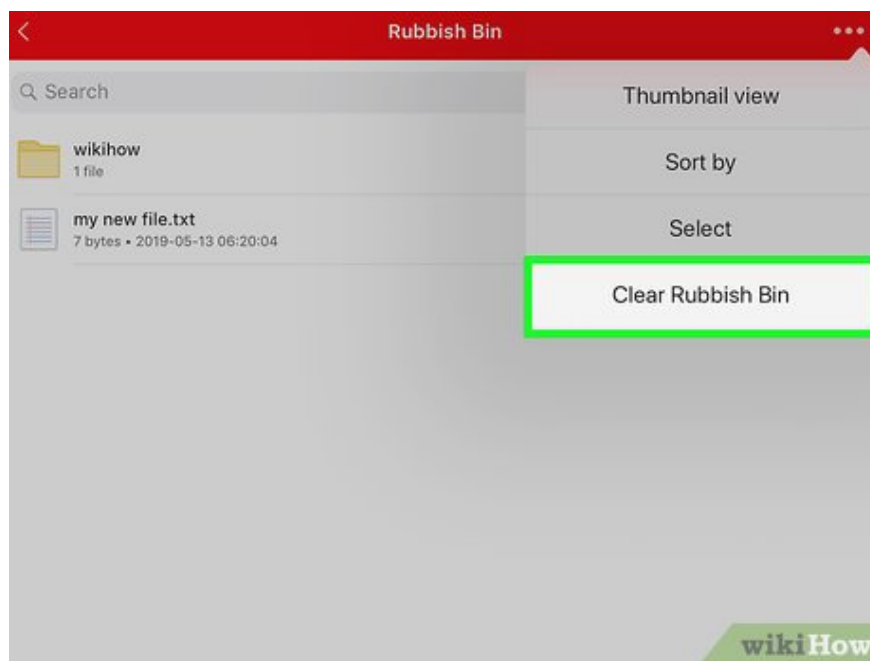 Rubbish Bin
Search
Thumbnail view
wikihow
1 file
Sort by
my new file.txt
7 bytes • 2019-05-13 06:20:04
Select
Clear Rubbish Bin
wikiHow